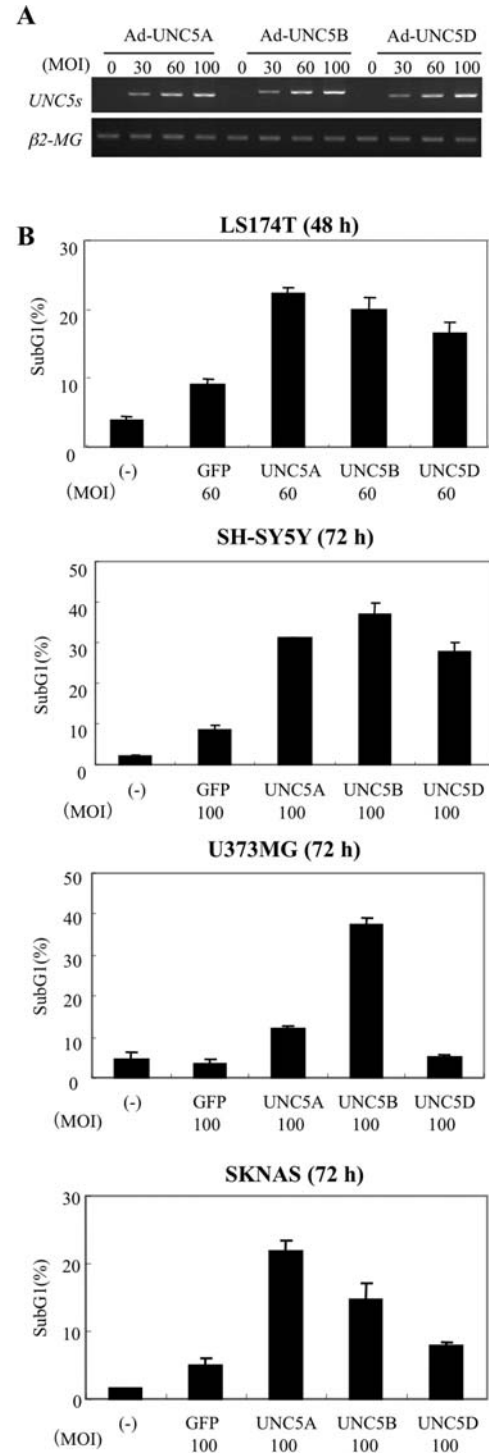 A
Ad-UNC5A Ad-UNC5B Ad-UNC5D
(MOI) 0 30 60 100 0 30 60 100 0 30 60 100
UNC5s
β2-MG
B
LS174T (48 h)
SubG1(%)
30
20
10
0
(-) GFP UNC5A UNC5B UNC5D
(MOI) 60 60 60 60
SH-SY5Y (72 h)
SubG1(%)
50
40
30
20
10
0
(-) GFP UNC5A UNC5B UNC5D
(MOI) 100 100 100 100
U373MG (72 h)
SubG1(%)
50
40
30
20
10
0
(-) GFP UNC5A UNC5B UNC5D
(MOI) 100 100 100 100
SKNAS (72 h)
SubG1(%)
30
20
10
0
(-) GFP UNC5A UNC5B UNC5D
(MOI) 100 100 100 100